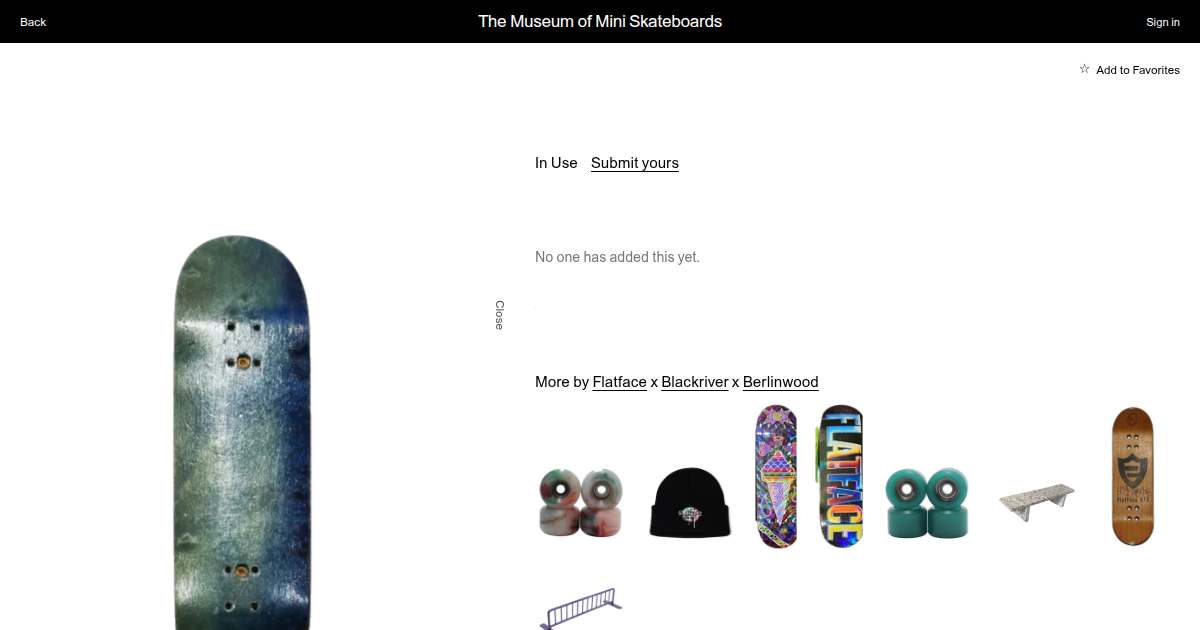 Back
The Museum of Mini Skateboards
Sign in
☆ Add to Favorites
In Use Submit yours
No one has added this yet.
Close
More by Flatface x Blackriver x Berlinwood
FLATFACE